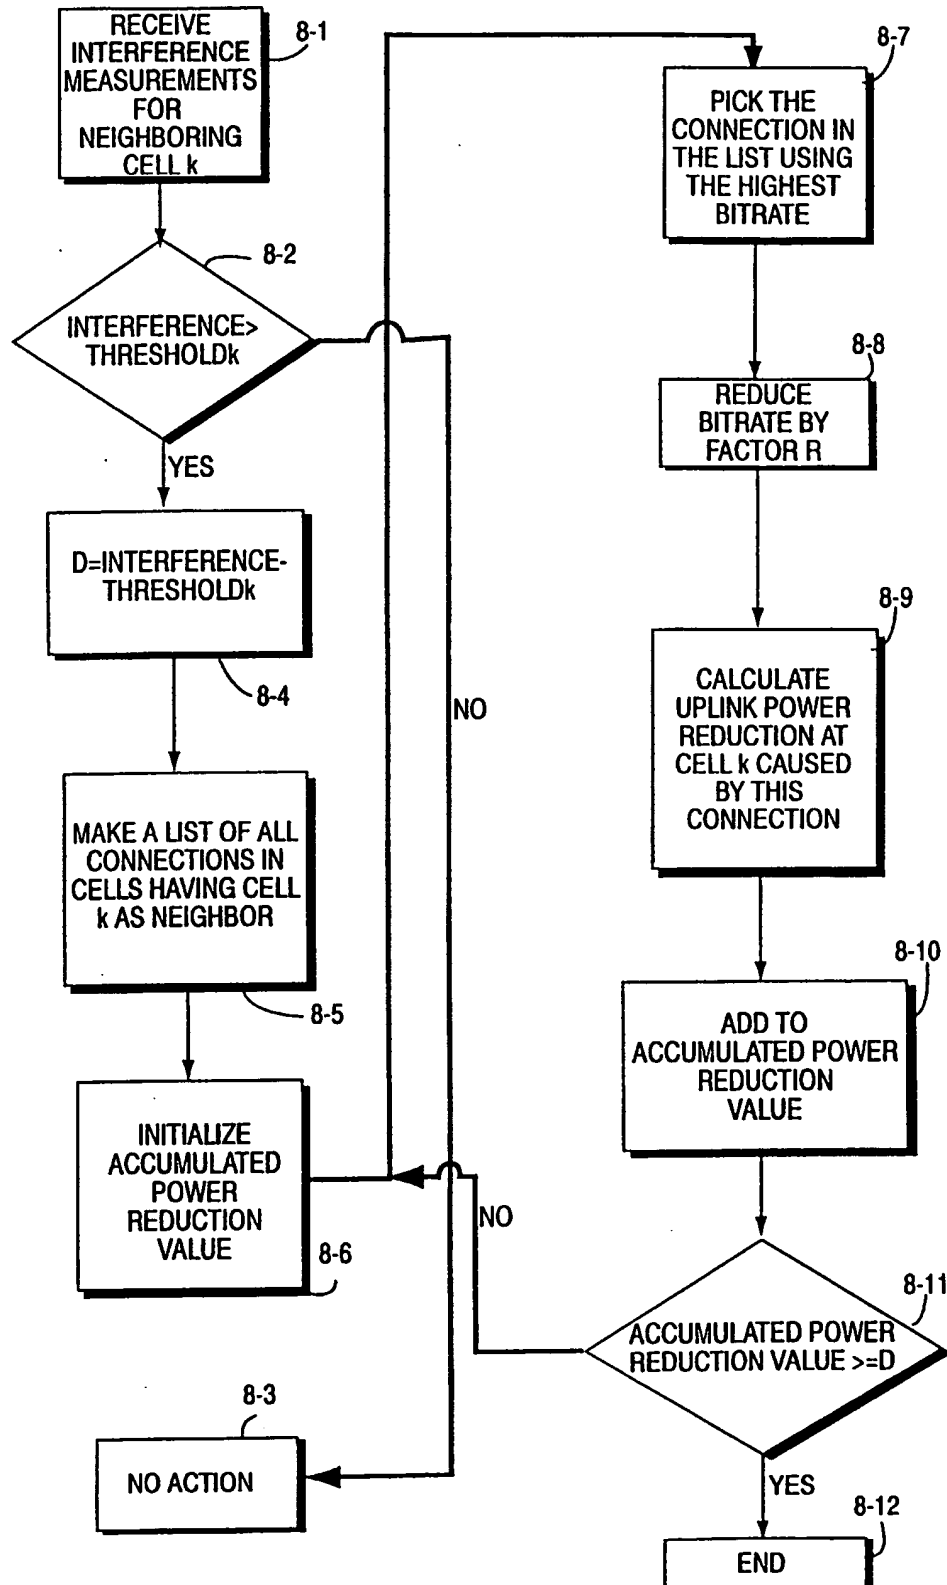 RECEIVE
INTERFERENCE
MEASUREMENTS
FOR
NEIGHBORING
CELL k
8-1
8-2
INTERFERENCE>
THRESHOLDk
YES
D=INTERFERENCE-
THRESHOLDk
8-4
MAKE A LIST OF ALL
CONNECTIONS IN
CELLS HAVING CELL
k AS NEIGHBOR
8-5
INITIALIZE
ACCUMULATED
POWER
REDUCTION
VALUE
8-6
NO
8-3
NO ACTION
8-7
PICK THE
CONNECTION IN
THE LIST USING
THE HIGHEST
BITRATE
8-8
REDUCE
BITRATE BY
FACTOR R
8-9
CALCULATE
UPLINK POWER
REDUCTION AT
CELL k CAUSED
BY THIS
CONNECTION
8-10
ADD TO
ACCUMULATED POWER
REDUCTION
VALUE
8-11
ACCUMULATED POWER
REDUCTION VALUE >=D
NO
YES
8-12
END